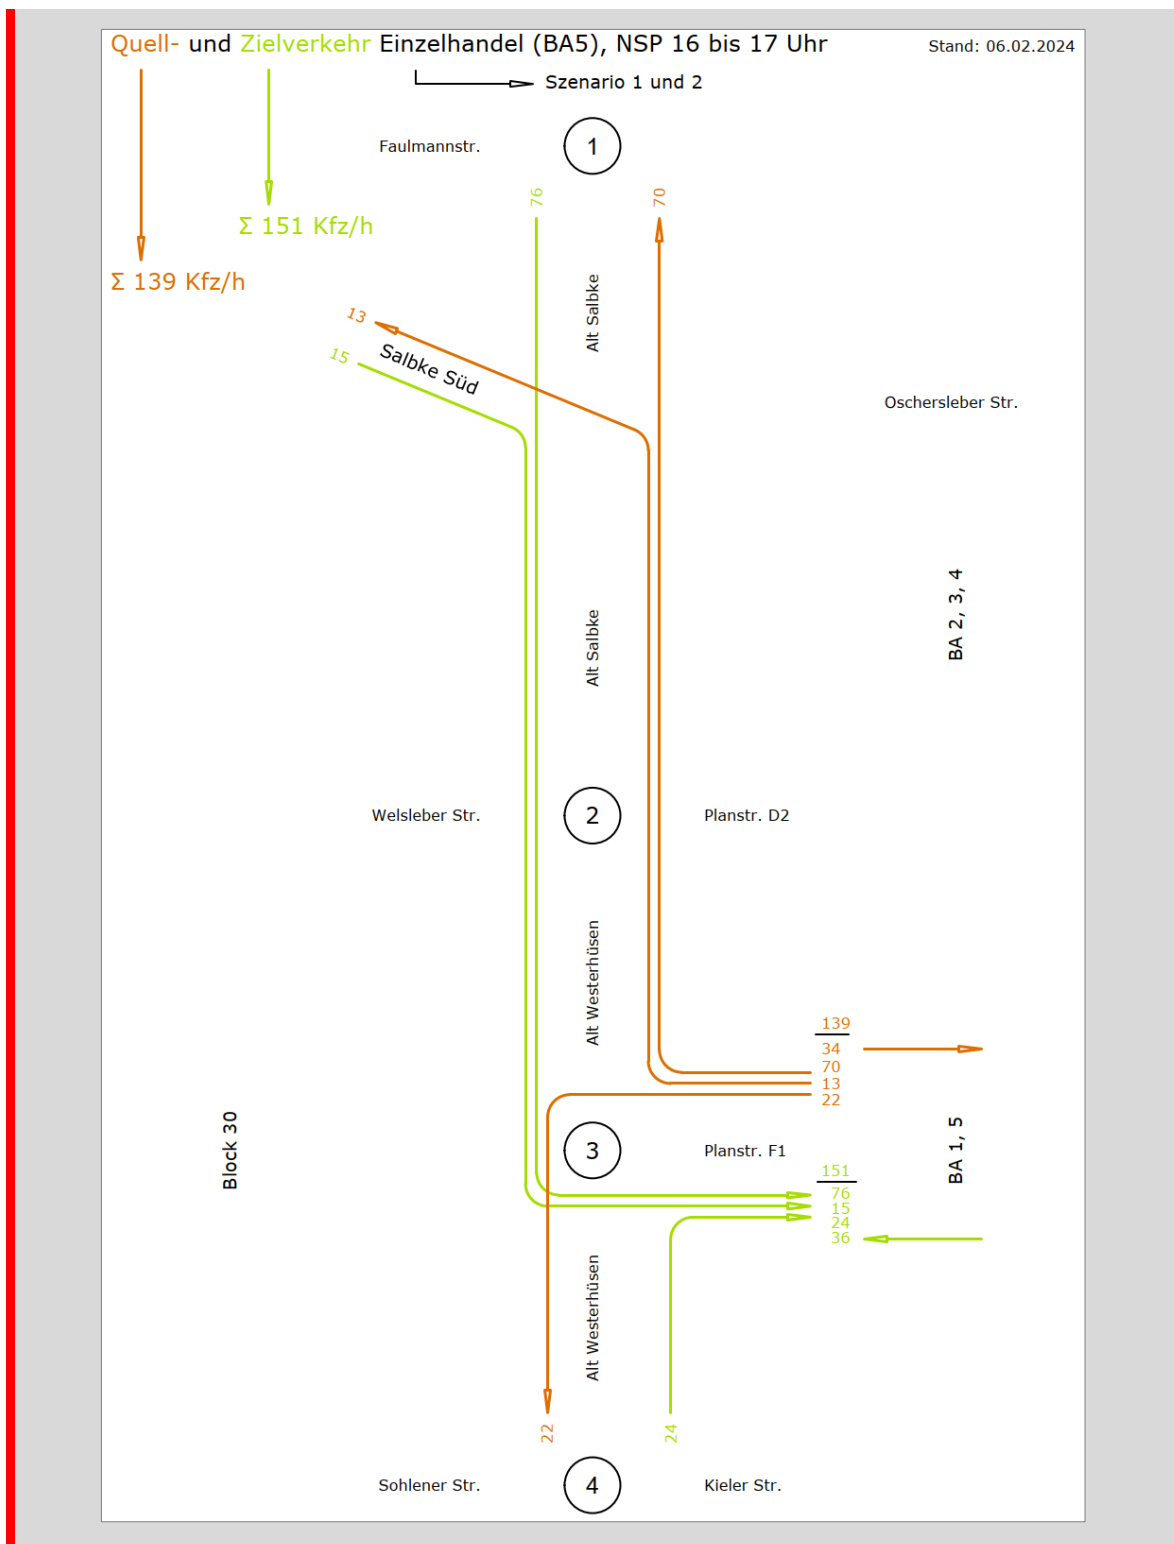 Quell- und Zielverkehr Einzelhandel (BA5), NSP 16 bis 17 Uhr
Stand: 06.02.2024
Szenario 1 und 2
Faulmannstr.
1
76
70
Σ 151 Kfz/h
Σ 139 Kfz/h
Alt Salbke
13
15
Salbke Süd
Oschersleber Str.
BA 2, 3, 4
Alt Salbke
Welsleber Str.
2
Planstr. D2
Alt Westerhüsen
139
34
70
13
22
Block 30
3
Planstr. F1
BA 1, 5
151
76
15
24
36
Alt Westerhüsen
22
24
Sohlener Str.
4
Kieler Str.